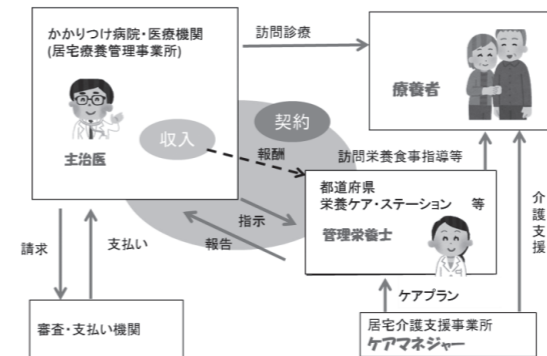 かかりつけ病院・医療機関
(居宅療養管理事業所)
主治医
収入
契約
報酬
訪問診療
療養者
訪問栄養食事指導等
都道府県
栄養ケア・ステーション　等
管理栄養士
指示
報告
介護支援
請求
支払い
審査・支払い機関
ケアプラン
居宅介護支援事業所
ケアマネジャー